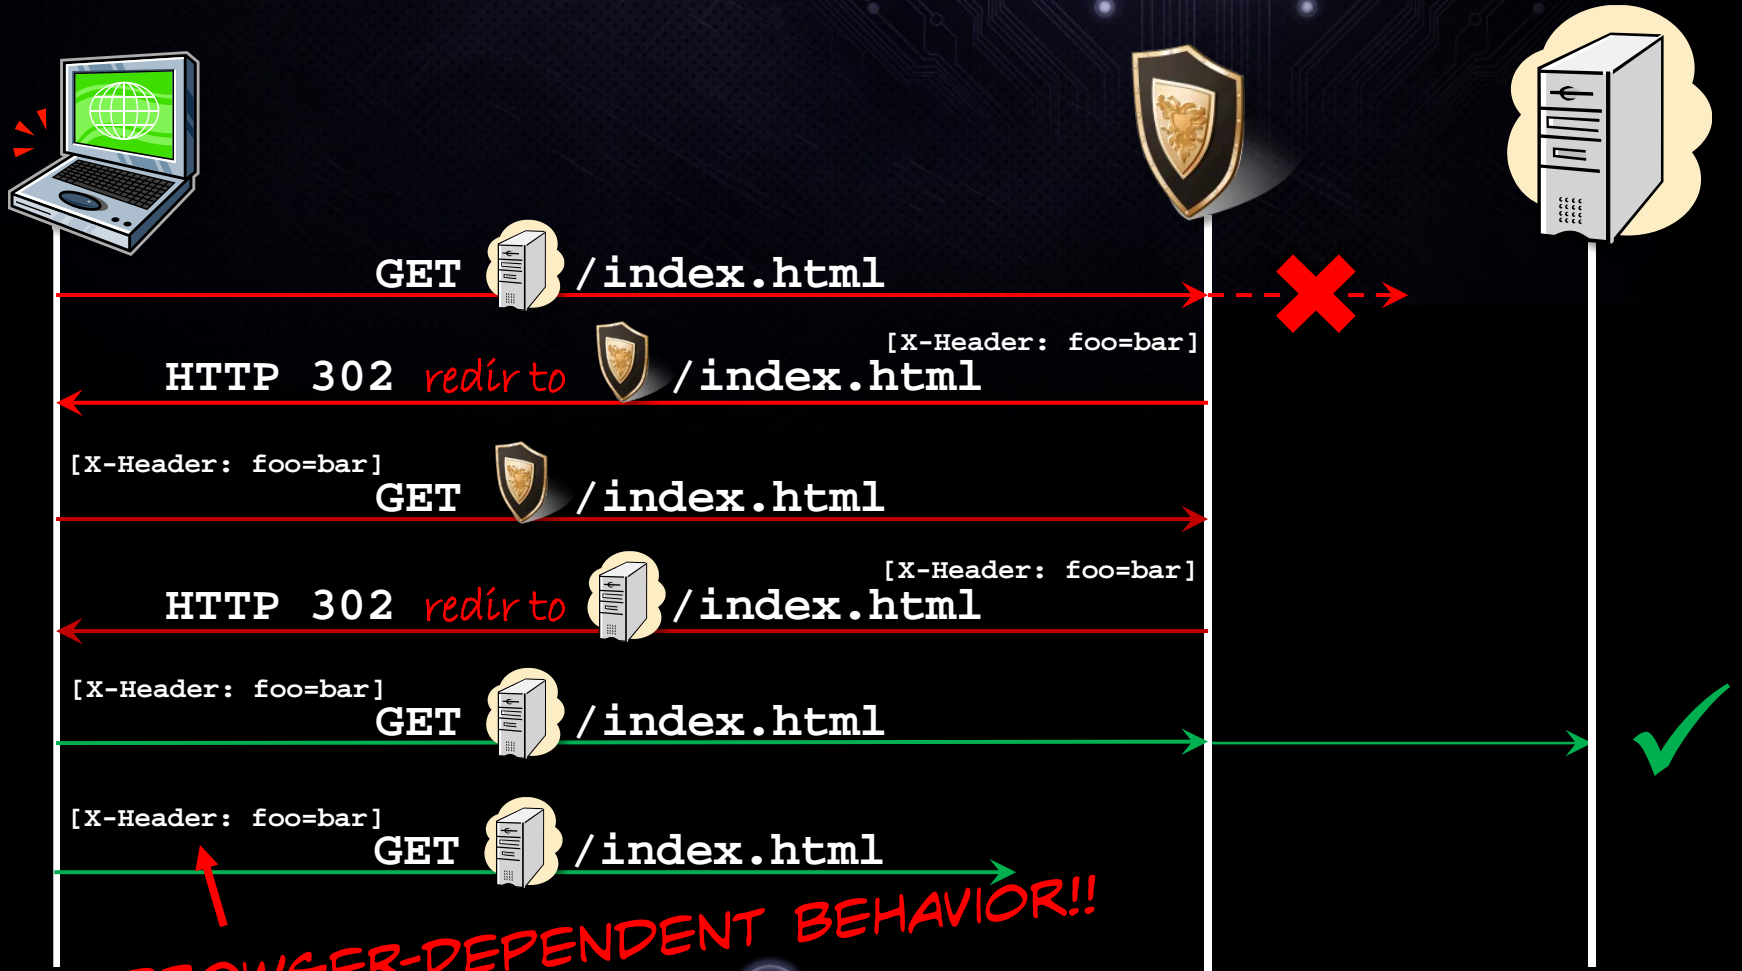 GET /index.html
[X-Header: foo=bar]
HTTP 302 redir to /index.html
[X-Header: foo=bar]
GET /index.html
[X-Header: foo=bar]
HTTP 302 redir to /index.html
[X-Header: foo=bar]
GET /index.html
[X-Header: foo=bar]
GET /index.html
BROWSER-DEPENDENT BEHAVIOR!!